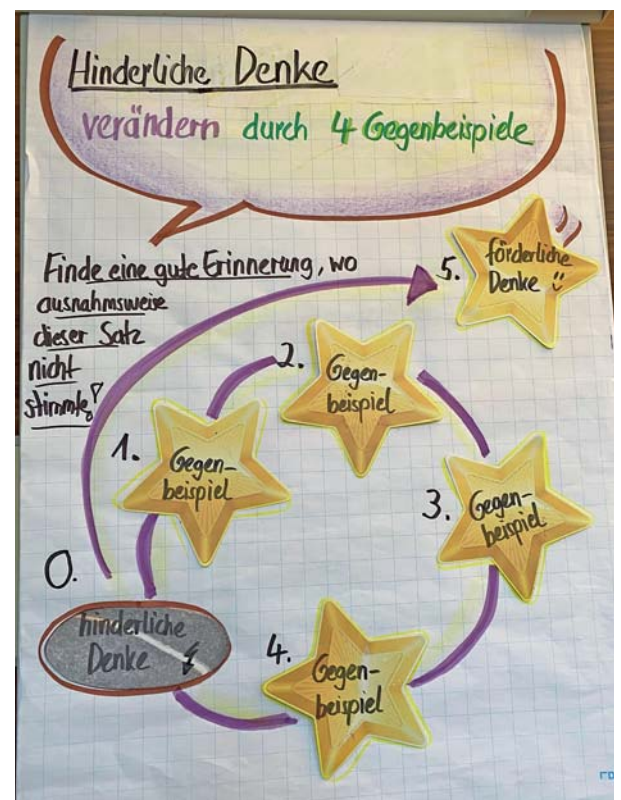 Hinderliche Denke
verändern durch 4 Gegenbeispiele
Finde eine gute Erinnerung, wo
ausnahmsweise
dieser Satz
nicht
stimmte!
5. förderliche
Denke
2. Gegen-
beispiel
1. Gegen-
beispiel
3. Gegen-
beispiel
0.
hinderliche
Denke
4. Gegen-
beispiel